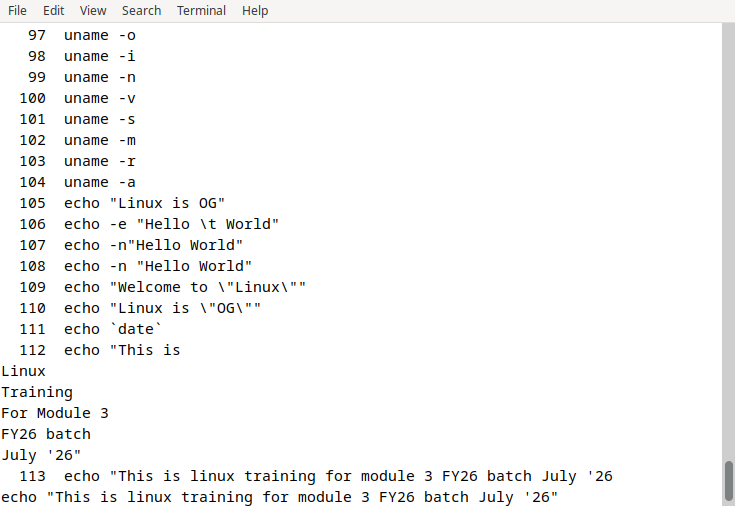 File Edit View Search Terminal Help
97 uname -o
98 uname -i
99 uname -n
100 uname -v
101 uname -s
102 uname -m
103 uname -r
104 uname -a
105 echo "Linux is OG"
106 echo -e "Hello \t World"
107 echo -n"Hello World"
108 echo -n "Hello World"
109 echo "Welcome to \"Linux\""
110 echo "Linux is \"OG\""
111 echo `date`
112 echo "This is
Linux
Training
For Module 3
FY26 batch
July '26"
113 echo "This is linux training for module 3 FY26 batch July '26
echo "This is linux training for module 3 FY26 batch July '26"